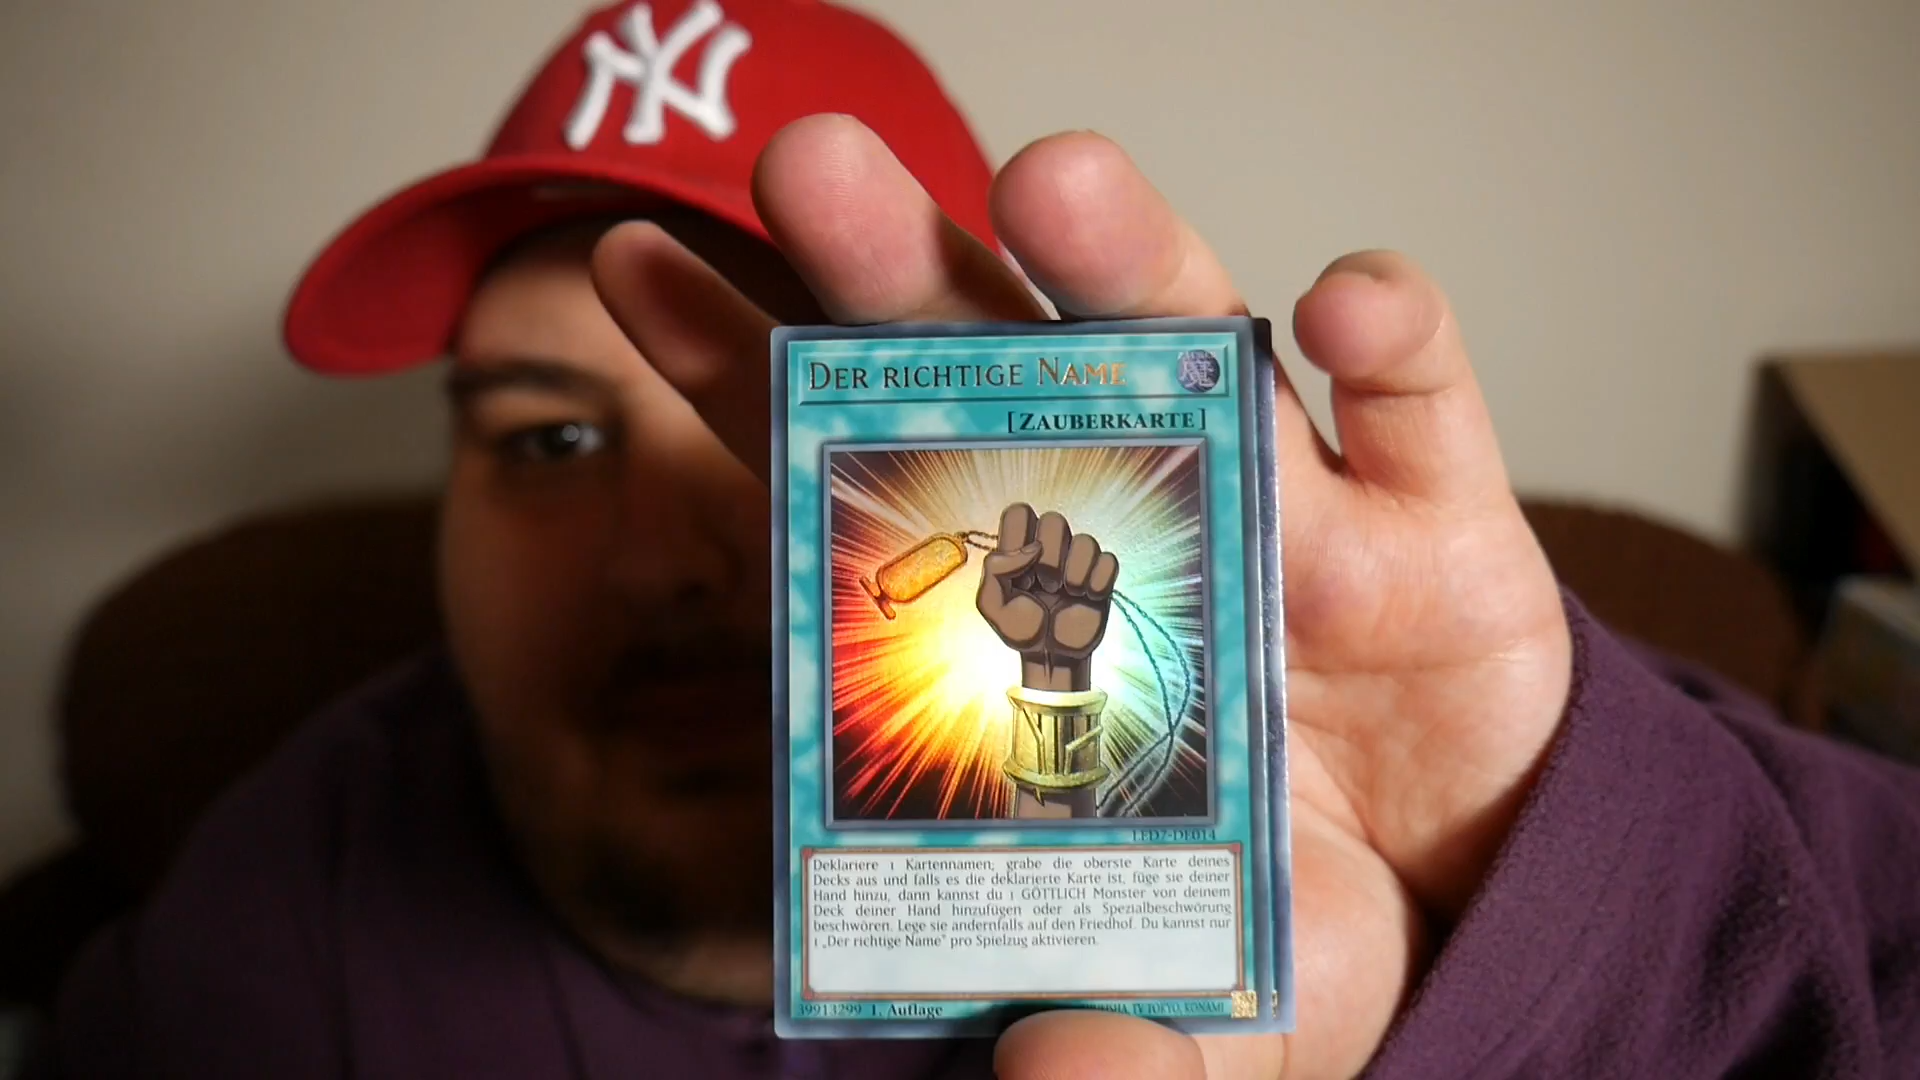 NY
DER RICHTIGE NAME
[ZAUBERKARTE]
LED7-DE014
Deklariere 1 Kartennamen; grabe die oberste Karte deines
Decks aus und falls es die deklarierte Karte ist, füge sie deiner
Hand hinzu, dann kannst du 1 GÖTTLICH Monster von deinem
Deck deiner Hand hinzufügen oder als Spezialbeschwörung
beschwören. Lege sie andernfalls auf den Friedhof. Du kannst nur
1 „Der richtige Name" pro Spielzug aktivieren.
39913299 1. Auflage
TV TOKYO, KONAMI